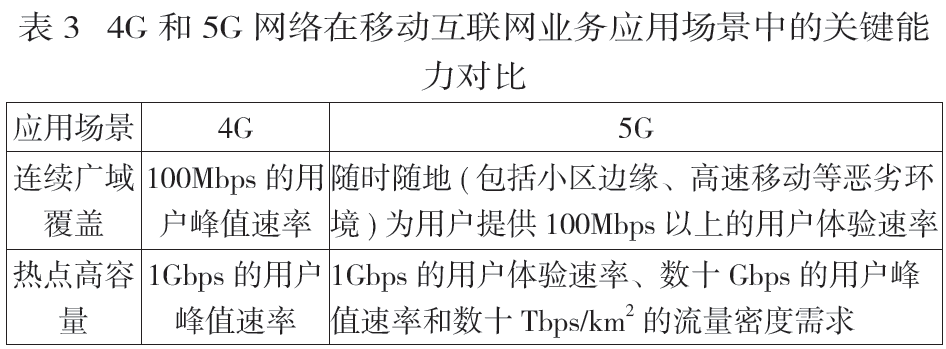 表 3 4G 和 5G 网络在移动互联网业务应用场景中的关键能
力对比
应用场景 4G 5G
连续广域 100Mbps 的用 随时随地 ( 包括小区边缘、高速移动等恶劣环
覆盖 户峰值速率 境 ) 为用户提供 100Mbps 以上的用户体验速率
热点高容 1Gbps 的用户 1Gbps 的用户体验速率、数十 Gbps 的用户峰
量 峰值速率 值速率和数十 Tbps/km² 的流量密度需求